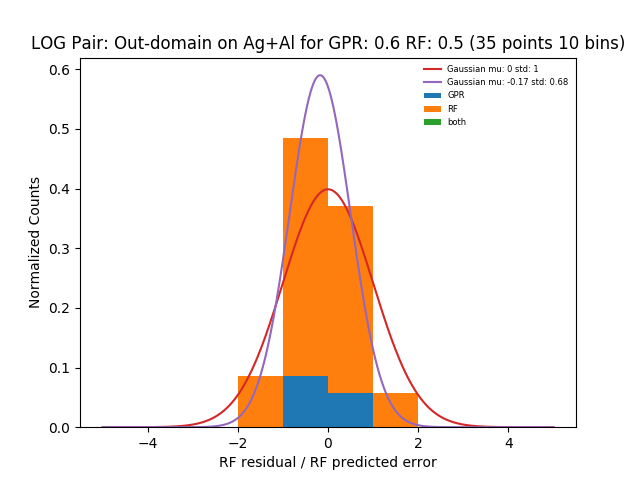 LOG Pair: Out-domain on Ag+Al for GPR: 0.6 RF: 0.5 (35 points 10 bins)
Gaussian mu: 0 std: 1
Gaussian mu: -0.17 std: 0.68
GPR
RF
both
0.6
0.5
0.4
0.3
0.2
0.1
0.0
Normalized Counts
−4
−2
0
2
4
RF residual / RF predicted error